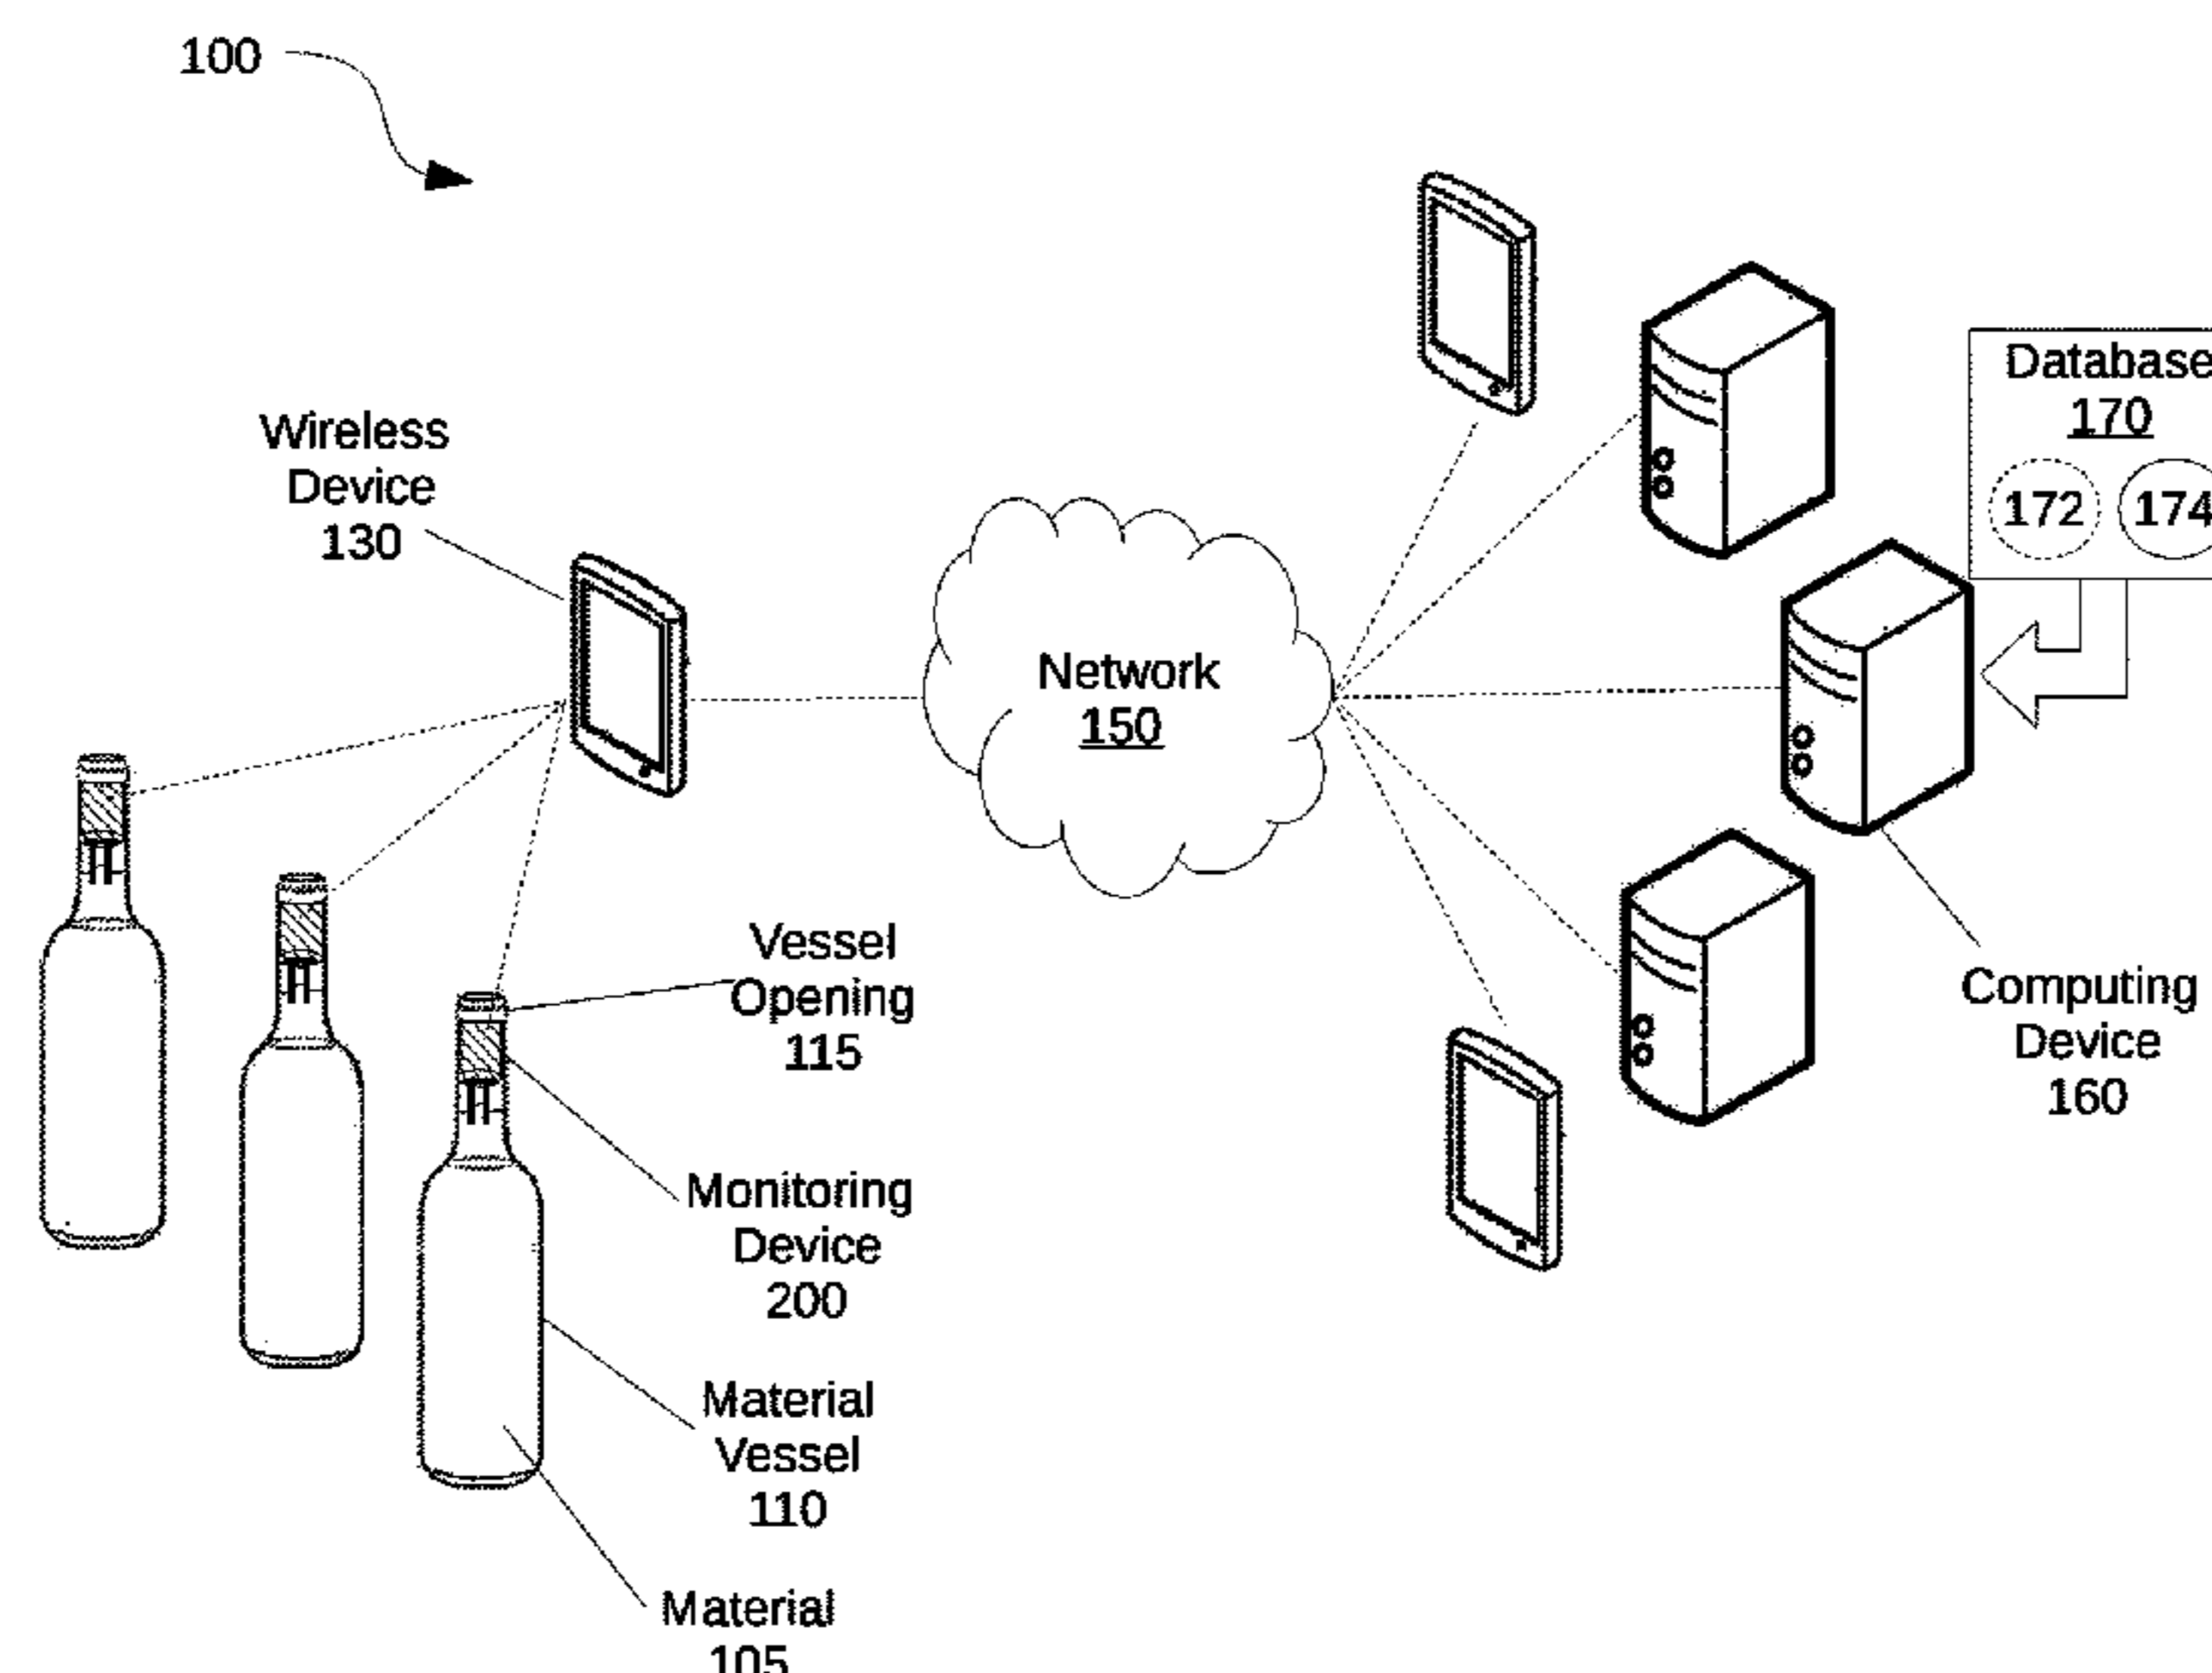 100
Wireless
Device
130
Network
150
Database
170
172 174
Vessel
Opening
115
Monitoring
Device
200
Material
Vessel
110
Material
105
Computing
Device
160